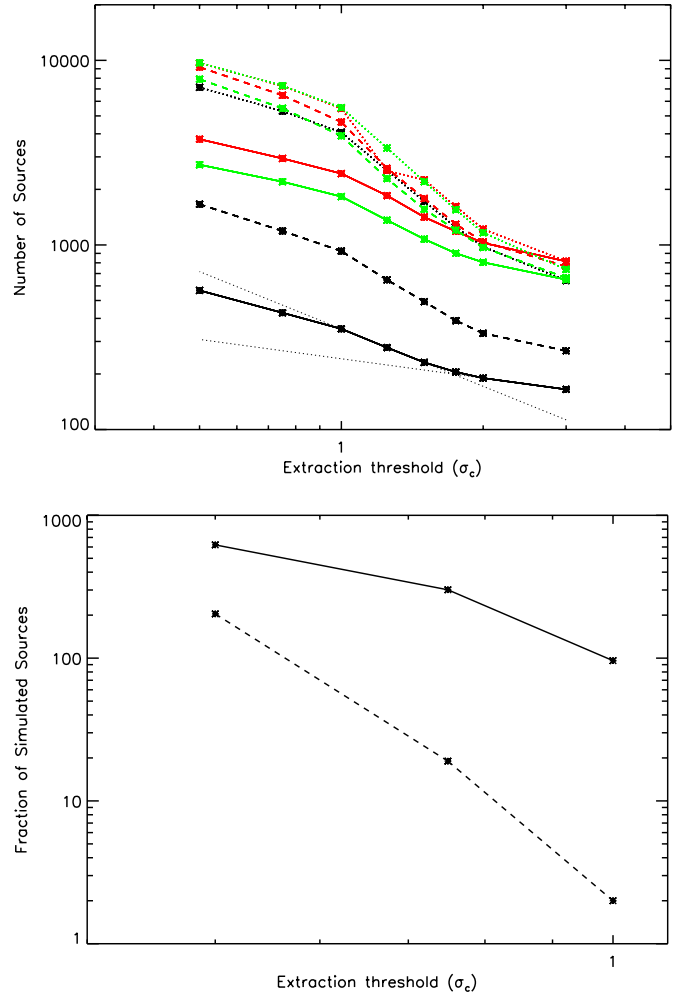 10000
1000
100
Number of Sources
1
Extraction threshold (σc)
1000
100
10
1
Fraction of Simulated Sources
1
Extraction threshold (σc)